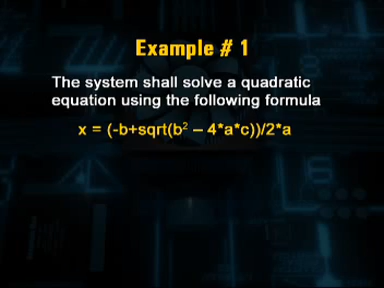 Example # 1
The system shall solve a quadratic
equation using the following formula
x = (-b+sqrt(b² – 4*a*c))/2*a